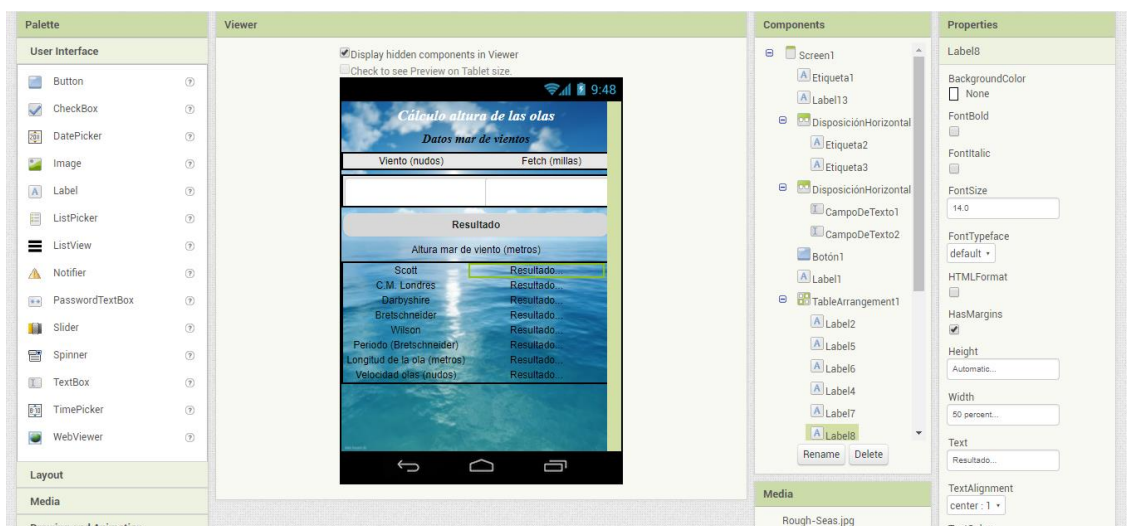 Palette
User Interface
Button
CheckBox
DatePicker
Image
Label
ListPicker
ListView
Notifier
PasswordTextBox
Slider
Spinner
TextBox
TimePicker
WebViewer
Layout
Media
Viewer
Display hidden components in Viewer
Check to see Preview on Tablet size.
9:48
Cálculo altura de las olas
Datos mar de vientos
Viento (nudos) Fetch (millas)
Resultado
Altura mar de viento (metros)
Scott Resultado...
C.M. Londres Resultado...
Darbyshire Resultado...
Bretschneider Resultado...
Wilson Resultado...
Periodo (Bretschneider) Resultado...
Longitud de la ola (metros) Resultado...
Velocidad olas (nudos) Resultado...
Components
Screen1
Etiqueta1
Label13
DisposiciónHorizontal
Etiqueta2
Etiqueta3
DisposiciónHorizontal
CampoDeTexto1
CampoDeTexto2
Botón1
Label1
TableArrangement1
Label2
Label5
Label6
Label4
Label7
Label8
Rename Delete
Media
Rough-Seas.jpg
Properties
Label8
BackgroundColor
None
FontBold
FontItalic
FontSize
14.0
FontTypeface
default
HTMLFormat
HasMargins
Height
Automatic...
Width
50 percent...
Text
Resultado...
TextAlignment
center : 1